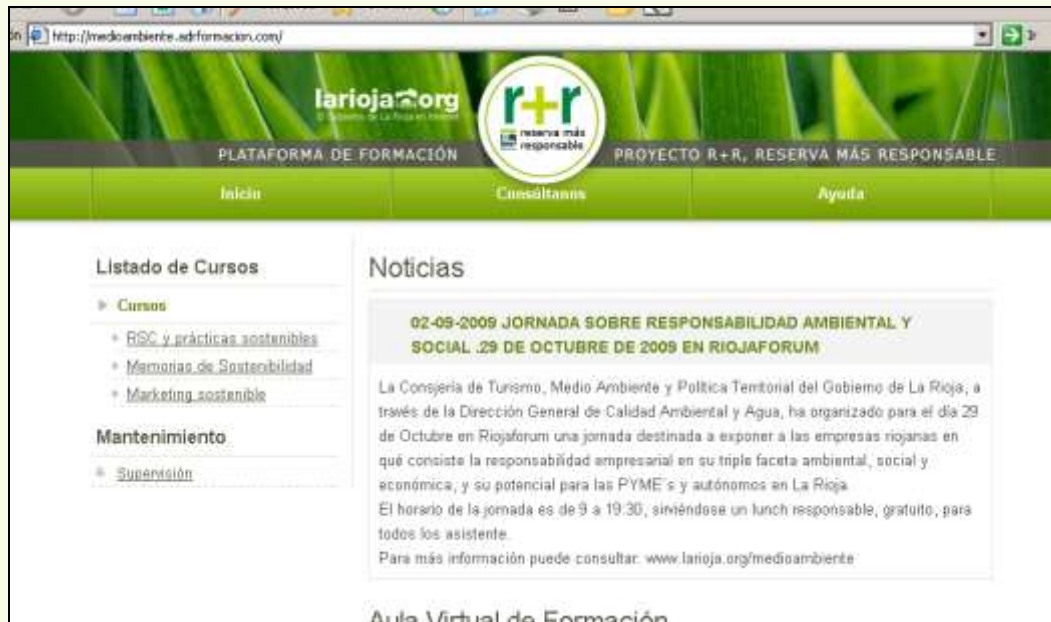 http://medioambiente.adrformacion.com/
larioja.org
r+r
reserva más
responsable
PLATAFORMA DE FORMACIÓN
PROYECTO R+R, RESERVA MÁS RESPONSABLE
Inicio
Consúltanos
Ayuda
Listado de Cursos
Cursos
RSC y prácticas sostenibles
Memorias de Sostenibilidad
Marketing sostenible
Mantenimiento
Supervisión
Noticias
02-09-2009 JORNADA SOBRE RESPONSABILIDAD AMBIENTAL Y
SOCIAL .29 DE OCTUBRE DE 2009 EN RIOJAFORUM
La Consjería de Turismo, Medio Ambiente y Política Territorial del Gobierno de La Rioja, a
través de la Dirección General de Calidad Ambiental y Agua, ha organizado para el día 29
de Octubre en Riojaforum una jornada destinada a exponer a las empresas riojanas en
qué consiste la responsabilidad empresarial en su triple faceta ambiental, social y
económica, y su potencial para las PYME´s y autónomos en La Rioja.
El horario de la jornada es de 9 a 19:30, sirviéndose un lunch responsable, gratuito, para
todos los asistente.
Para más información puede consultar: www.larioja.org/medioambiente
Aula Virtual de Formación